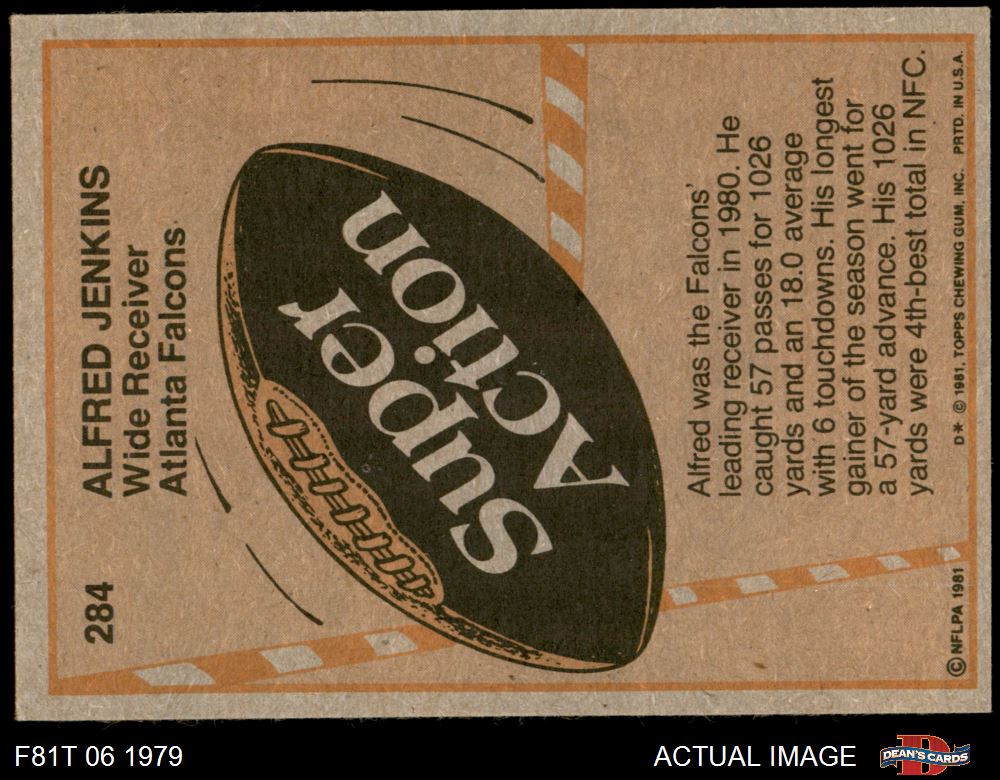 284
ALFRED JENKINS
Wide Receiver
Atlanta Falcons
Super
Action
Alfred was the Falcons'
leading receiver in 1980. He
caught 57 passes for 1026
yards and an 18.0 average
with 6 touchdowns. His longest
gainer of the season went for
a 57-yard advance. His 1026
yards were 4th-best total in NFC.
© NFLPA 1981
D* © 1981, TOPPS CHEWING GUM, INC. PRTD. IN U.S.A.
F81T 06 1979
ACTUAL IMAGE
D
DEAN'S CARDS